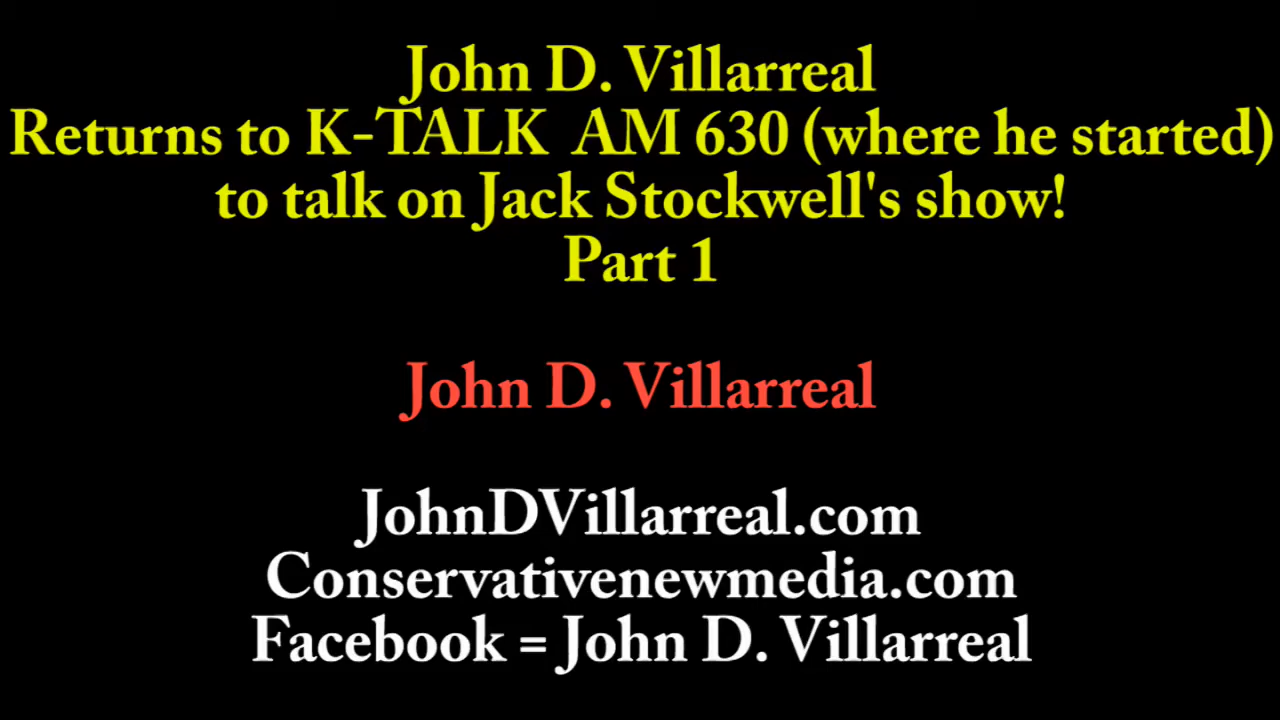 John D. Villarreal
Returns to K-TALK AM 630 (where he started)
to talk on Jack Stockwell's show!
Part 1
John D. Villarreal
JohnDVillarreal.com
Conservativenewmedia.com
Facebook = John D. Villarreal